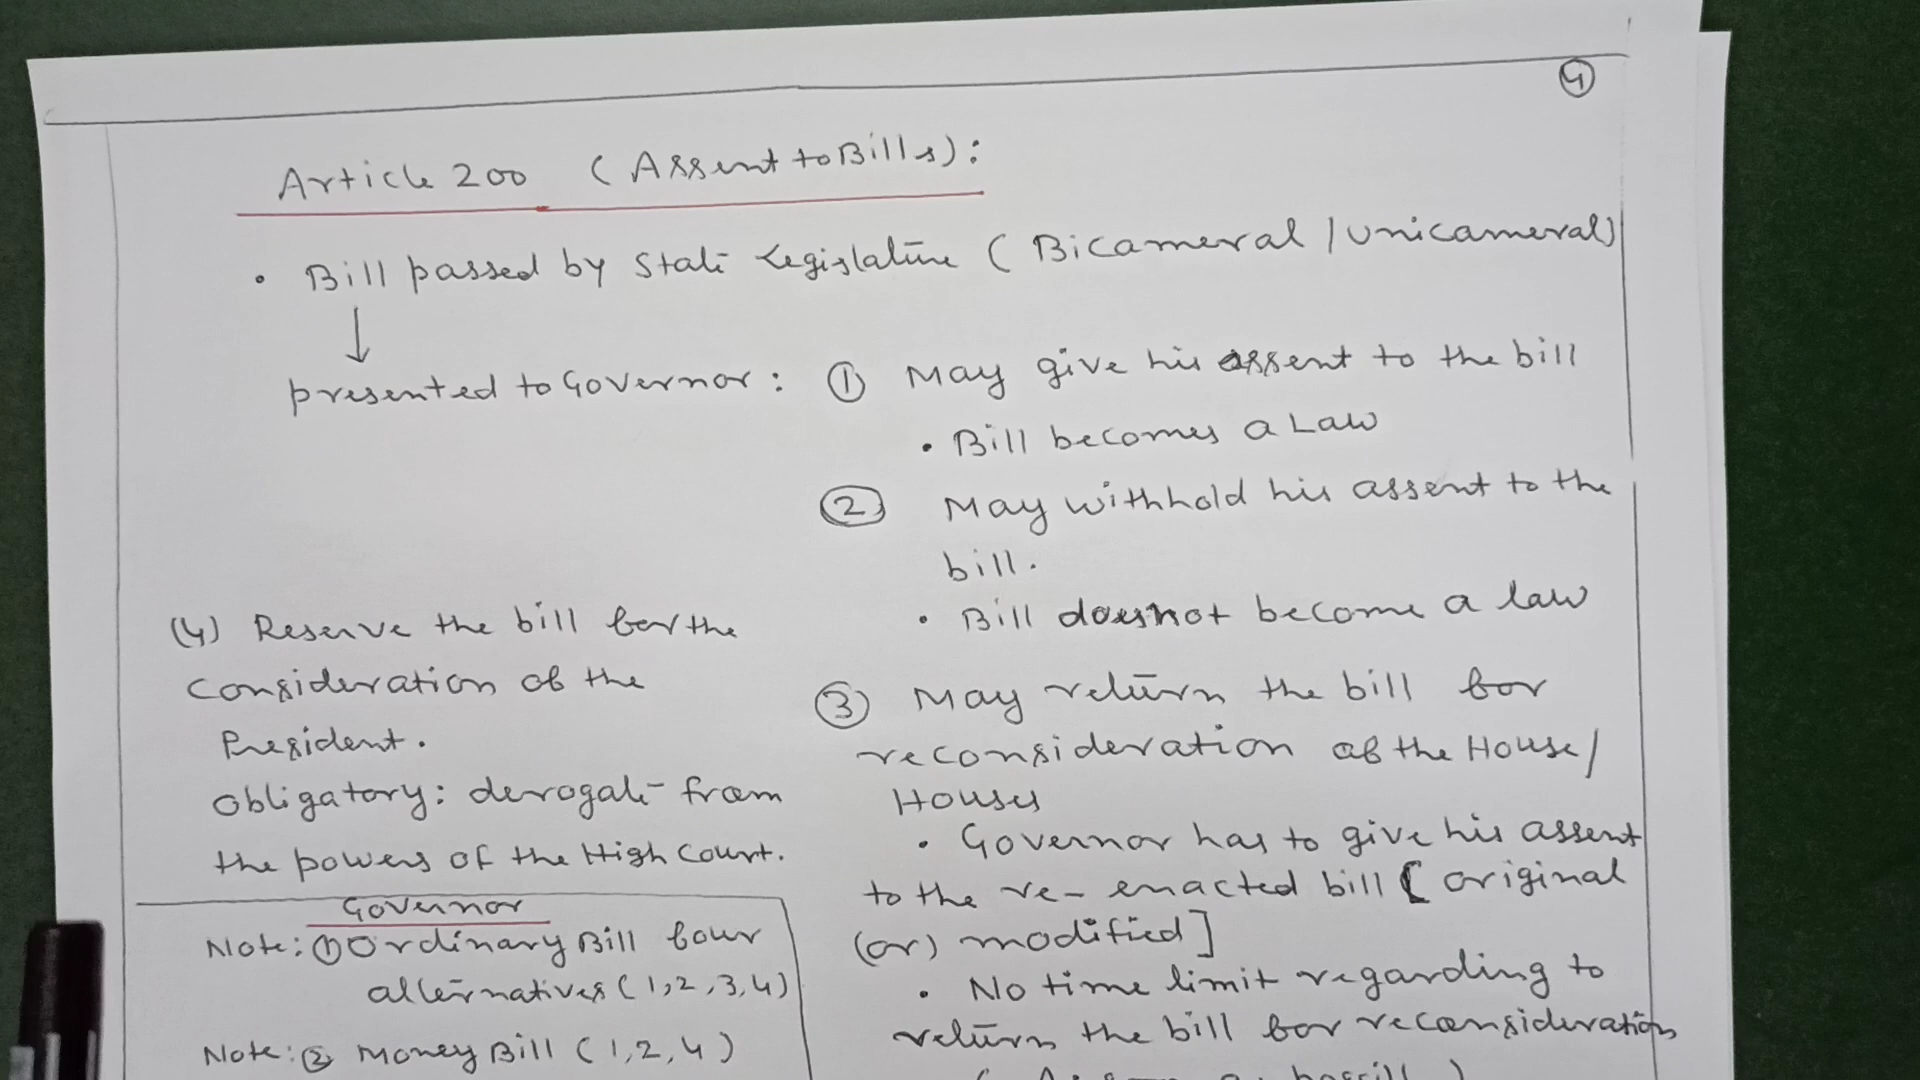 4
Article 200 (Assent to Bills):
• Bill passed by State Legislature (Bicameral / Unicameral)
↓
presented to Governor: ① May give his assent to the bill
• Bill becomes a Law
② May withhold his assent to the
bill.
• Bill does not become a law
③ May return the bill for
reconsideration of the House/
Houses
• Governor has to give his assent
to the re-enacted bill [original
(or) modified]
• No time limit regarding to
return the bill for reconsideration
(4) Reserve the bill for the
Consideration of the
President.
Obligatory: derogate from
the powers of the High Court.
Governor
Note: ① Ordinary Bill four
alternatives (1,2,3,4)
Note: ② Money Bill (1,2,4)